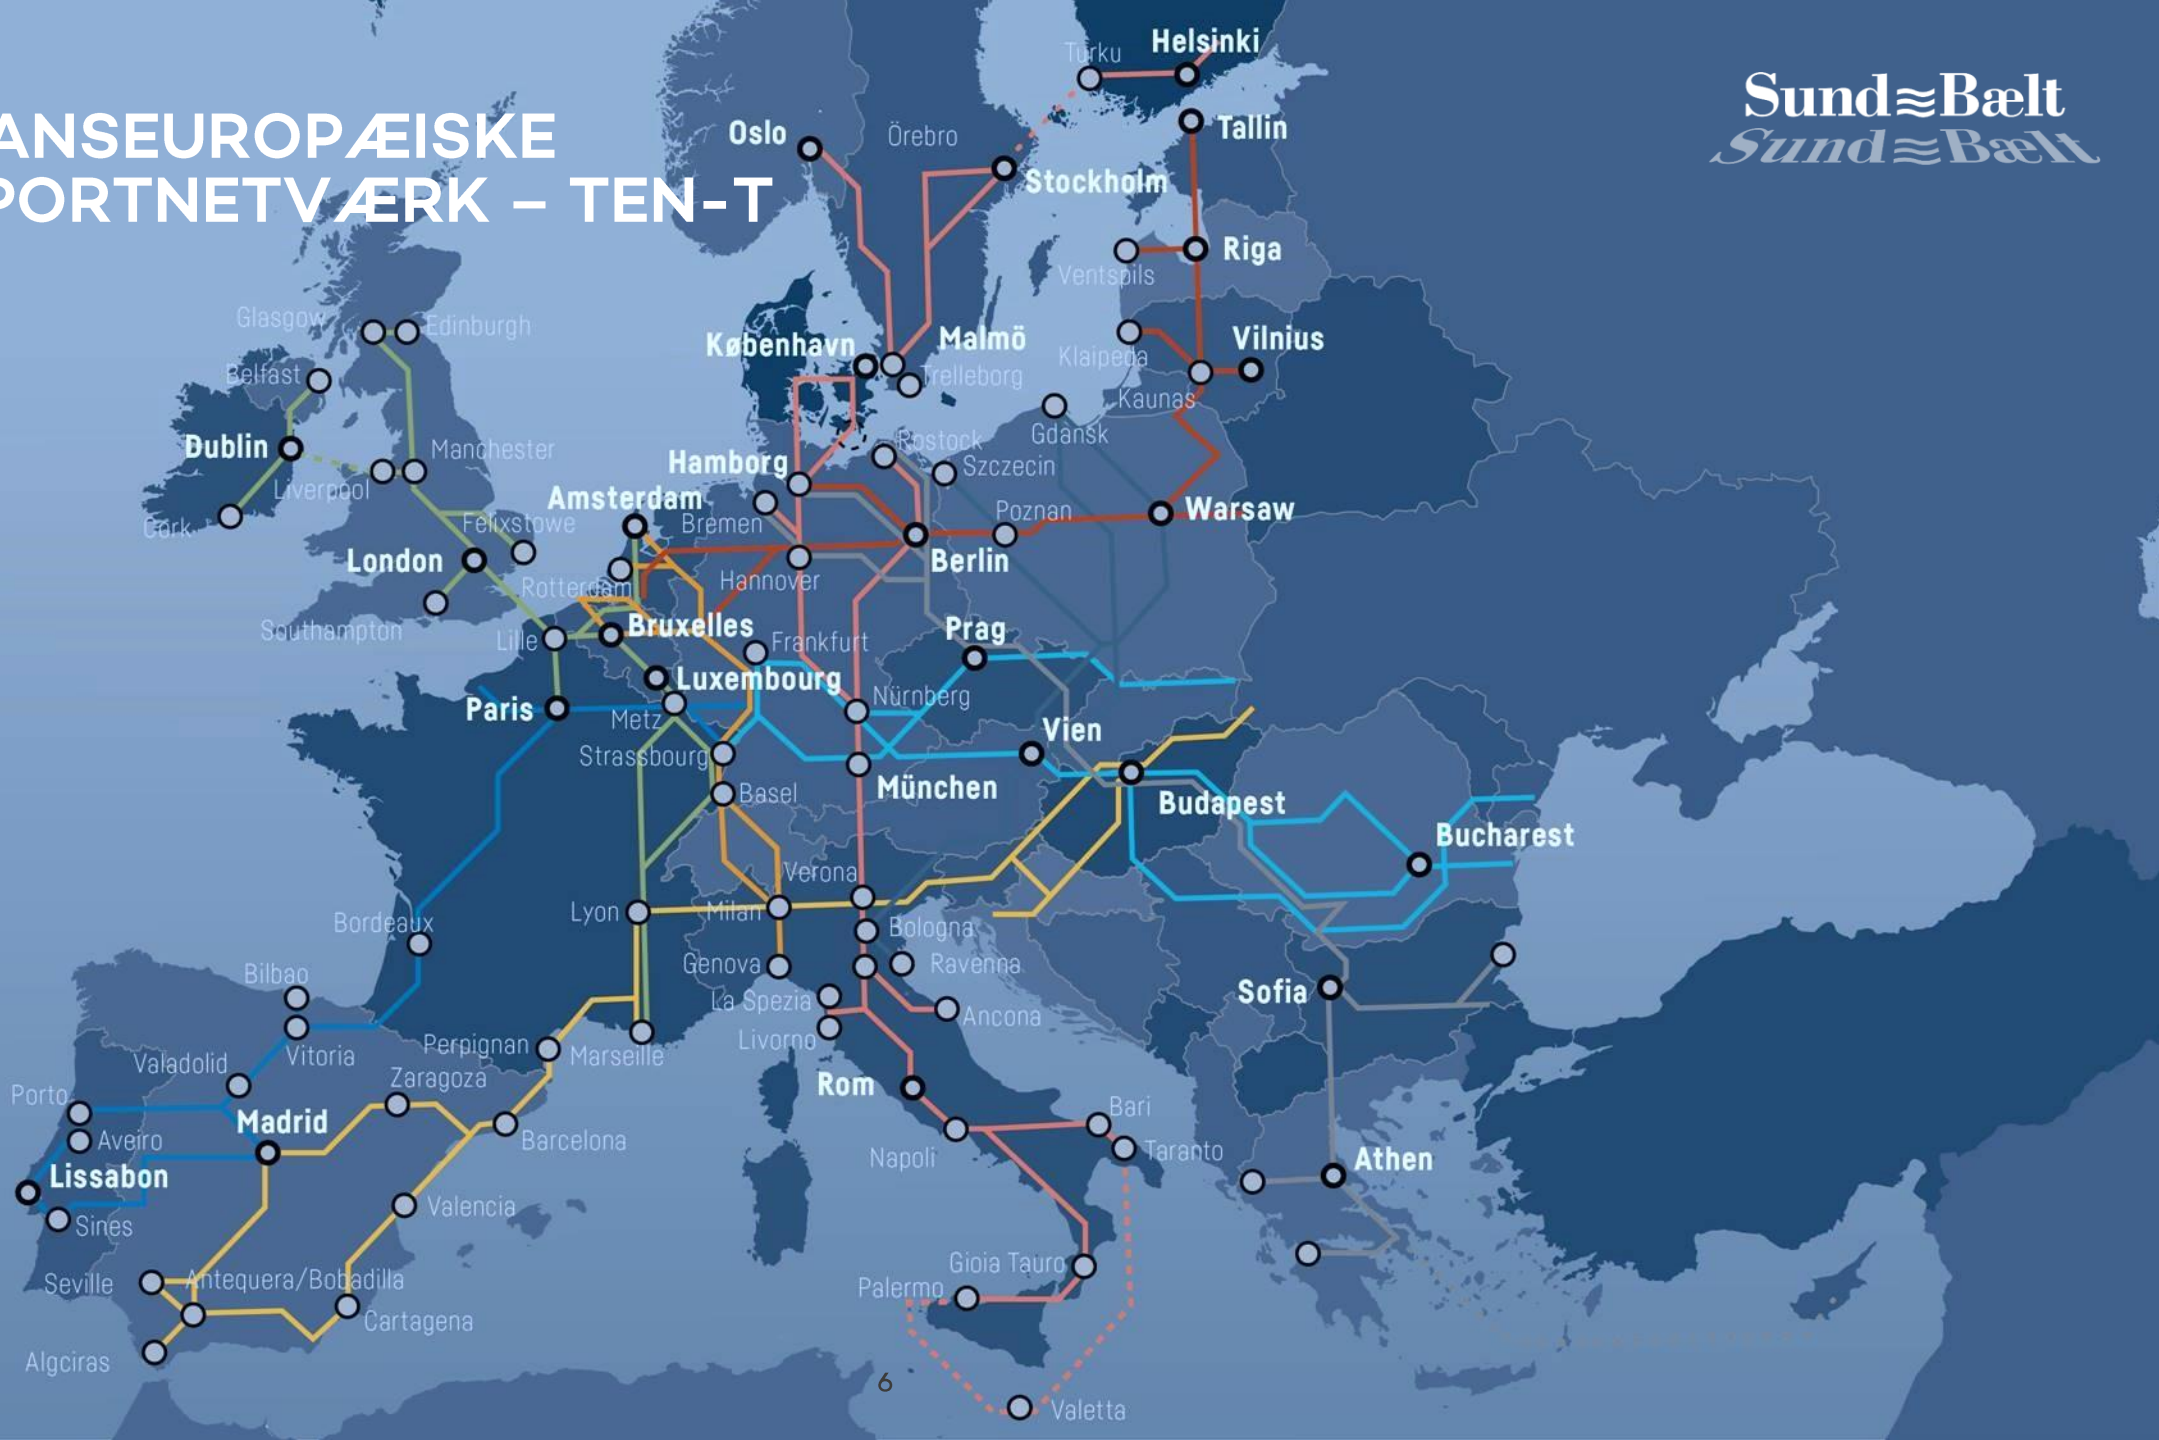 ANSEUROPÆISKE
PORTNETVÆRK – TEN-T
Sund≋Bælt
Sund≋Bælt
Helsinki
Turku
Tallin
Oslo
Örebro
Stockholm
Riga
Ventspils
Glasgow
Edinburgh
København
Malmö
Vilnius
Klaipeda
Trelleborg
Belfast
Kaunas
Gdansk
Dublin
Manchester
Rostock
Hamborg
Szczecin
Liverpool
Amsterdam
Poznan
Warsaw
Cork
Felixstowe
Bremen
London
Berlin
Rotterdam
Hannover
Southampton
Lille
Bruxelles
Frankfurt
Prag
Luxembourg
Nürnberg
Paris
Metz
Vien
Strassbourg
München
Basel
Budapest
Bucharest
Verona
Lyon
Milan
Bordeaux
Bologna
Bilbao
Genova
Ravenna
Sofia
La Spezia
Ancona
Livorno
Perpignan
Marseille
Vitoria
Valadolid
Zaragoza
Rom
Porto
Madrid
Bari
Aveiro
Barcelona
Taranto
Napoli
Athen
Lissabon
Valencia
Sines
Gioia Tauro
Seville
Antequera/Bobadilla
Palermo
Cartagena
Algciras
6
Valetta